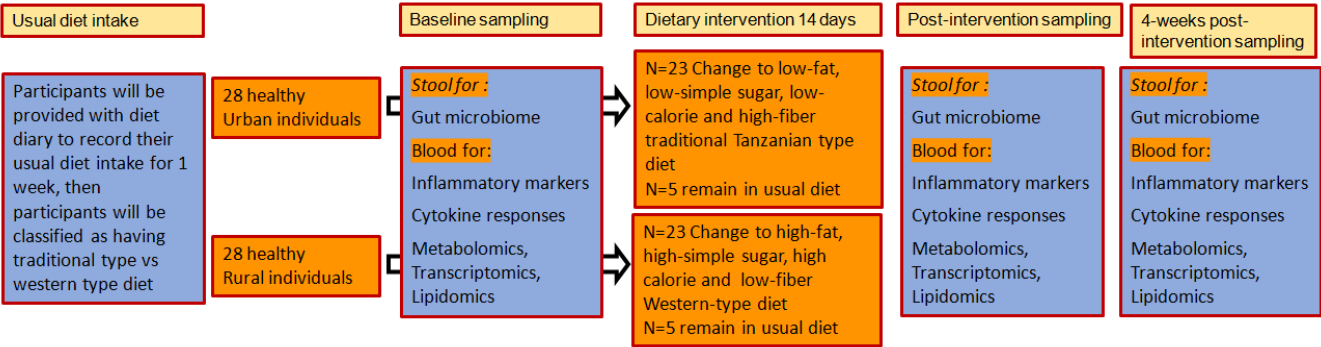 Usual diet intake
Baseline sampling
Dietary intervention 14 days
Post-intervention sampling
4-weeks post-
intervention sampling
Participants will be
provided with diet
diary to record their
usual diet intake for 1
week, then
participants will be
classified as having
traditional type vs
western type diet
28 healthy
Urban individuals
28 healthy
Rural individuals
Stool for :
Gut microbiome
Blood for:
Inflammatory markers
Cytokine responses
Metabolomics,
Transcriptomics,
Lipidomics
N=23 Change to low-fat,
low-simple sugar, low-
calorie and high-fiber
traditional Tanzanian type
diet
N=5 remain in usual diet
N=23 Change to high-fat,
high-simple sugar, high
calorie and low-fiber
Western-type diet
N=5 remain in usual diet
Stool for :
Gut microbiome
Blood for:
Inflammatory markers
Cytokine responses
Metabolomics,
Transcriptomics,
Lipidomics
Stool for :
Gut microbiome
Blood for:
Inflammatory markers
Cytokine responses
Metabolomics,
Transcriptomics,
Lipidomics